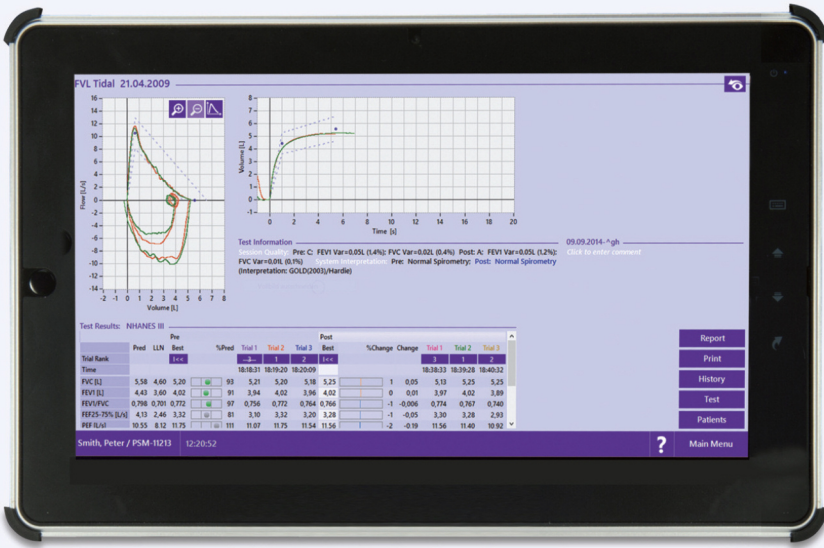 FVL Tidal 21.04.2009
16
14
12
10
8
6
4
2
0
-2
-4
-6
-8
-10
-12
-14
Flow [L/s]
-2 -1 0 1 2 3 4 5 6 7 8
Volume [L]
8
7
6
5
4
3
2
1
0
-1
Volume [L]
0 2 4 6 8 10 12 14 16 18 20
Time [s]
Test Information
Session Quality: Pre: C: FEV1 Var=0.05L (1.4%): FVC Var=0.02L (0.4%) Post: A: FEV1 Var=0.05L (1.2%):
FVC Var=0.01L (0.1%) System Interpretation: Pre: Normal Spirometry: Post: Normal Spirometry
(Interpretation: GOLD(2003)/Hardie)
09.09.2014-^gh
Click to enter comment
Test Results: NHANES III
Pre Post
Pred LLN Best %Pred Trial 1 Trial 2 Trial 3 Best %Change Change Trial 1 Trial 2 Trial 3
Trial Rank I<< 3 1 2 I<< 3 1 2
Time 18:18:31 18:19:20 18:20:09 18:38:33 18:39:28 18:40:32
FVC [L] 5,58 4,60 5,20 93 5,21 5,20 5,18 5,25 1 0,05 5,13 5,25 5,25
FEV1 [L] 4,43 3,60 4,02 91 3,94 4,02 3,96 4,02 0 0,01 3,97 4,02 3,89
FEV1/FVC 0,798 0,701 0,772 97 0,756 0,772 0,764 0,766 -1 -0,006 0,774 0,767 0,740
FEF25-75% [L/s] 4,13 2,46 3,32 81 3,10 3,32 3,20 3,28 -1 -0,05 3,30 3,28 2,93
PEF [L/s] 10.55 8.12 11.75 111 11.07 11.75 11.54 11.56 -2 -0.19 11.56 11.40 10.92
Report
Print
History
Test
Patients
Smith, Peter / PSM-11213 12:20:52
? Main Menu